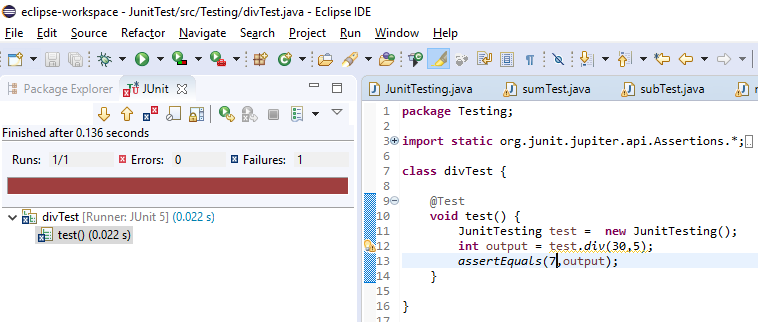 eclipse-workspace - JunitTest/src/Testing/divTest.java - Eclipse IDE
File Edit Source Refactor Navigate Search Project Run Window Help
Package Explorer JUnit
JunitTesting.java sumTest.java subTest.java
Finished after 0.136 seconds
Runs: 1/1 Errors: 0 Failures: 1
divTest [Runner: JUnit 5] (0.022 s)
test() (0.022 s)
1 package Testing;
2
3 import static org.junit.jupiter.api.Assertions.*;
6
7 class divTest {
8
9 @Test
10 void test() {
11 JunitTesting test = new JunitTesting();
12 int output = test.div(30,5);
13 assertEquals(7,output);
14 }
15
16 }
17